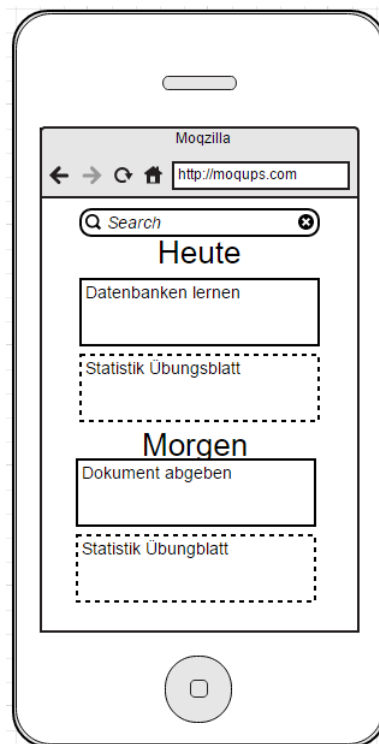 Moqzilla
http://moqups.com
Search
Heute
Datenbanken lernen
Statistik Übungsblatt
Morgen
Dokument abgeben
Statistik Übungblatt